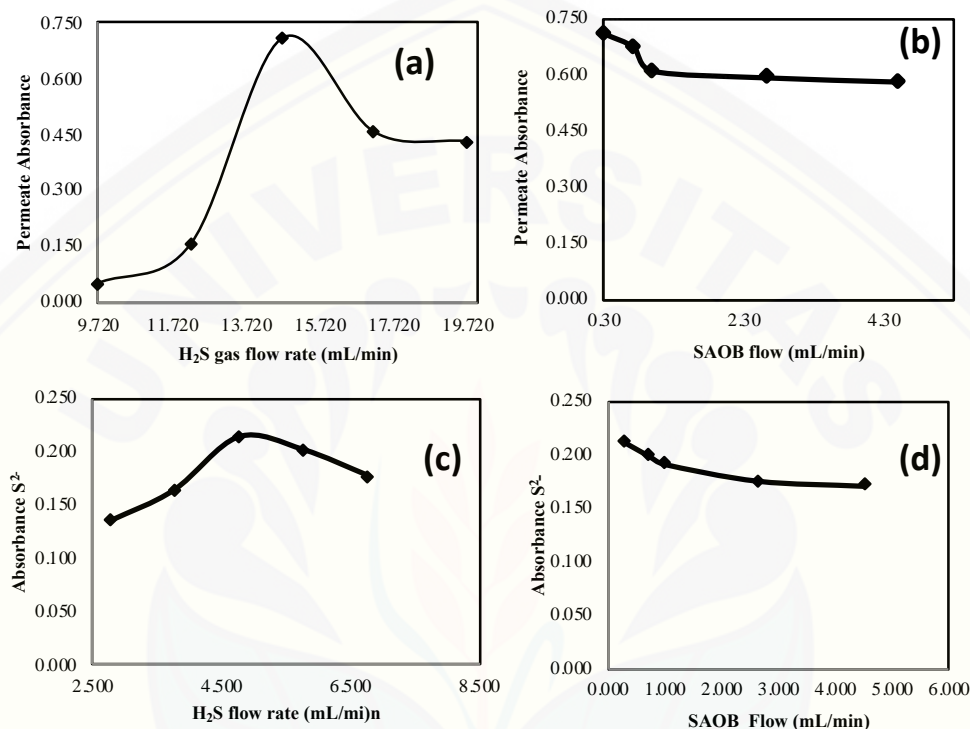 0.750
0.600
0.450
0.300
0.150
0.000
Permeate Absorbance
(a)
9.720 11.720 13.720 15.720 17.720 19.720
H₂S gas flow rate (mL/min)
0.750
0.600
0.450
0.300
0.150
0.000
Permeate Absorbance
(b)
0.30 2.30 4.30
SAOB flow (mL/min)
0.250
0.200
0.150
0.100
0.050
0.000
Absorbance S²⁻
(c)
2.500 4.500 6.500 8.500
H₂S flow rate (mL/mi)n
0.250
0.200
0.150
0.100
0.050
0.000
Absorbance S²⁻
(d)
0.000 1.000 2.000 3.000 4.000 5.000 6.000
SAOB Flow (mL/min)
UNIVERSITAS